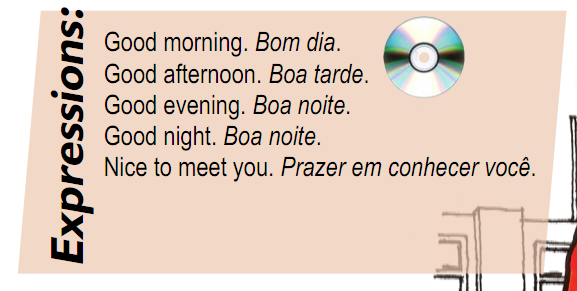 Expressions:
Good morning. Bom dia.
Good afternoon. Boa tarde.
Good evening. Boa noite.
Good night. Boa noite.
Nice to meet you. Prazer em conhecer você.